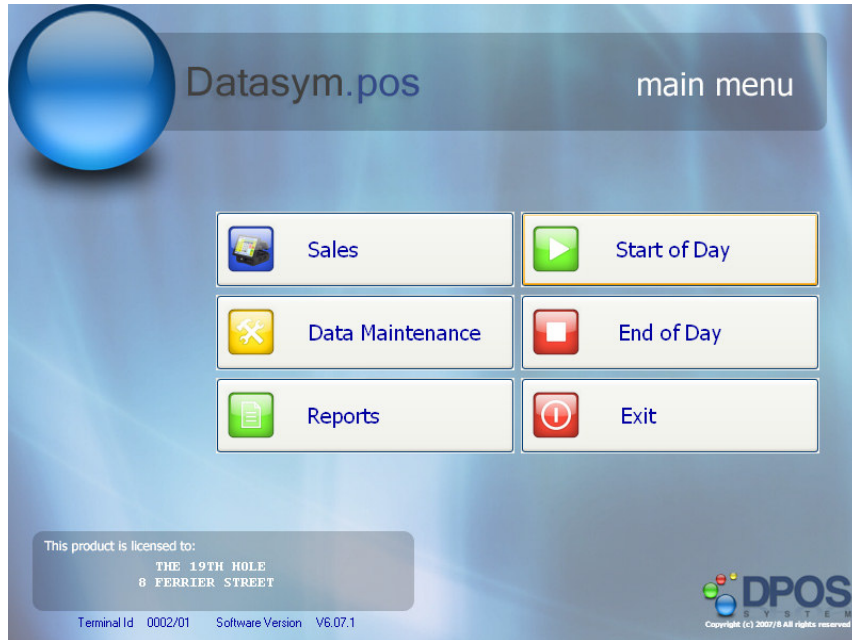 Datasym.pos main menu
Sales Start of Day
Data Maintenance End of Day
Reports Exit
This product is licensed to:
THE 19TH HOLE
8 FERRIER STREET
Terminal Id 0002/01 Software Version V6.07.1
DPOS
SYSTEM
Copyright (c) 2007/8 All rights reserved